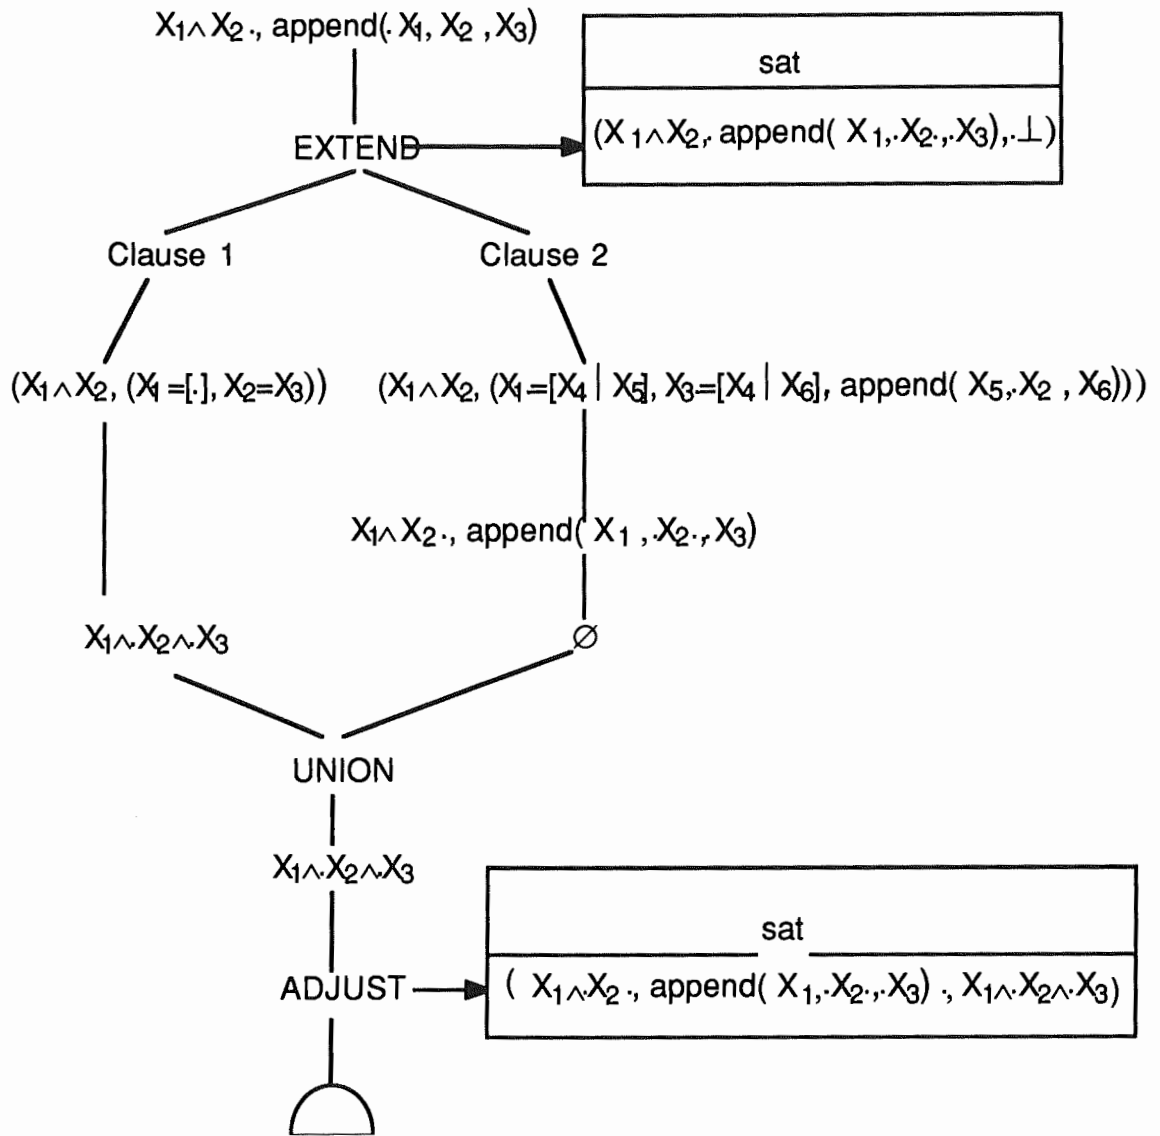 X₁∧X₂., append(. X₁, X₂ ,X₃)
sat
EXTEND
(X₁∧X₂,. append( X₁,.X₂.,.X₃),.⊥)
Clause 1 Clause 2
(X₁∧X₂, (X₁=[.], X₂=X₃)) (X₁∧X₂, (X₁=[X₄ | X₅], X₃=[X₄ | X₆], append( X₅,.X₂ , X₆)))
X₁∧X₂., append( X₁ ,.X₂.,.X₃)
X₁∧.X₂∧.X₃ ∅
UNION
X₁∧.X₂∧.X₃
sat
ADJUST
( X₁∧.X₂ ., append( X₁,.X₂.,.X₃) ., X₁∧.X₂∧.X₃)